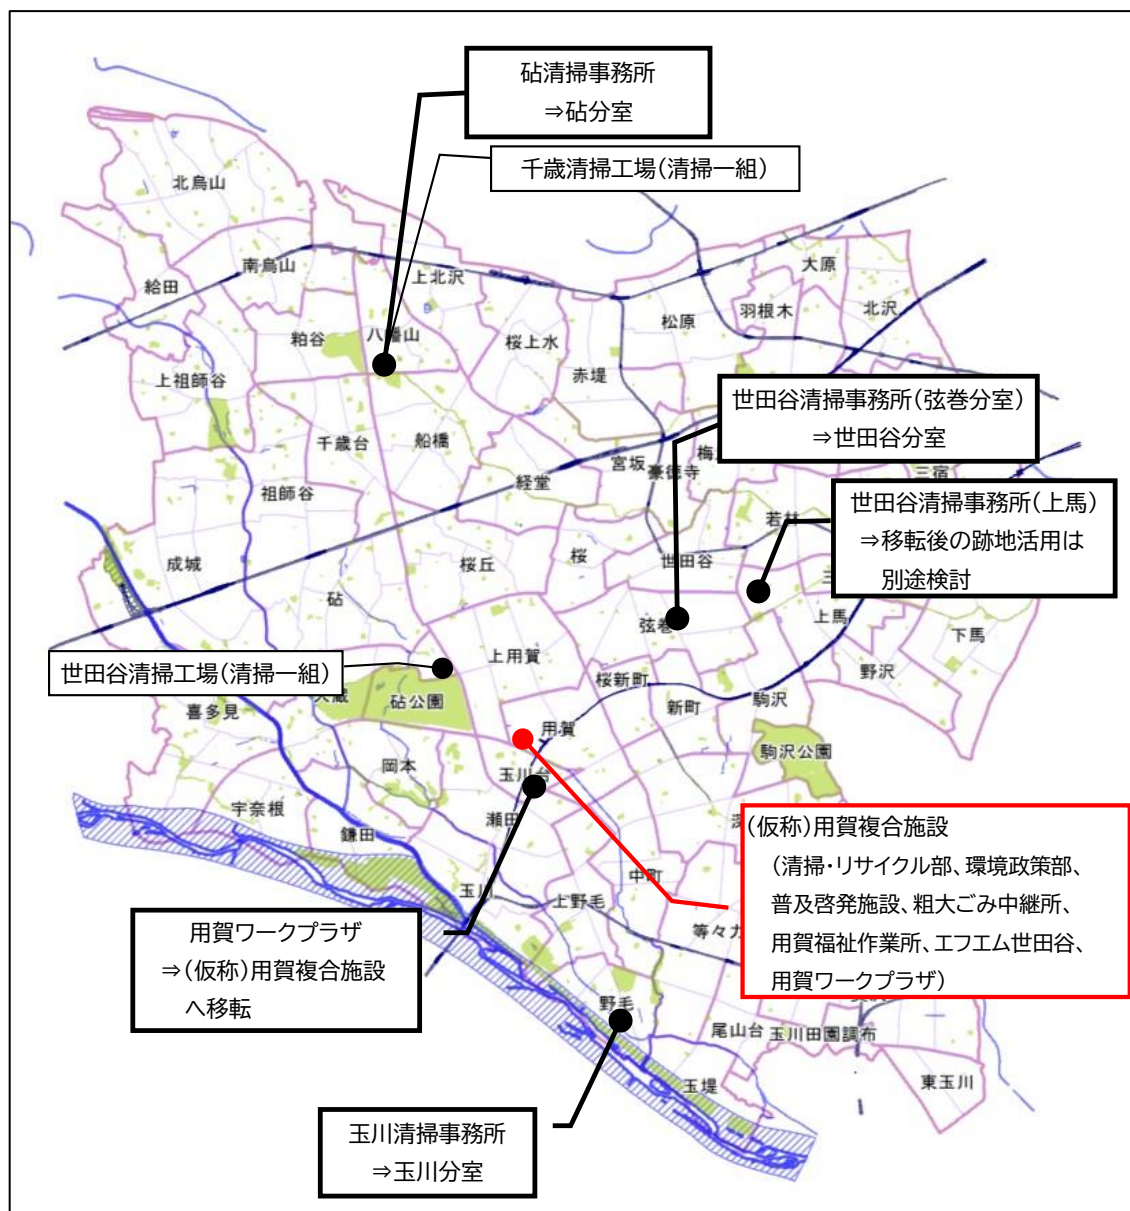 砧清掃事務所
⇒砧分室
千歳清掃工場(清掃一組)
北烏山
南烏山
給田
上北沢
大原
羽根木
北沢
松原
粕谷
八幡山
桜上水
赤堤
上祖師谷
世田谷清掃事務所(弦巻分室)
⇒世田谷分室
千歳台
船橋
宮坂
豪徳寺
経堂
三宿
祖師谷
世田谷清掃事務所(上馬)
⇒移転後の跡地活用は
別途検討
若林
成城
桜丘
桜
世田谷
砧
弦巻
上馬
下馬
上用賀
野沢
世田谷清掃工場(清掃一組)
桜新町
駒沢
砧公園
新町
喜多見
用賀
駒沢公園
岡本
玉川台
宇奈根
瀬田
鎌田
(仮称)用賀複合施設
(清掃・リサイクル部、環境政策部、
普及啓発施設、粗大ごみ中継所、
用賀福祉作業所、エフエム世田谷、
用賀ワークプラザ)
中町
玉川
上野毛
等々力
用賀ワークプラザ
⇒(仮称)用賀複合施設
へ移転
野毛
尾山台
玉川田園調布
玉堤
東玉川
玉川清掃事務所
⇒玉川分室